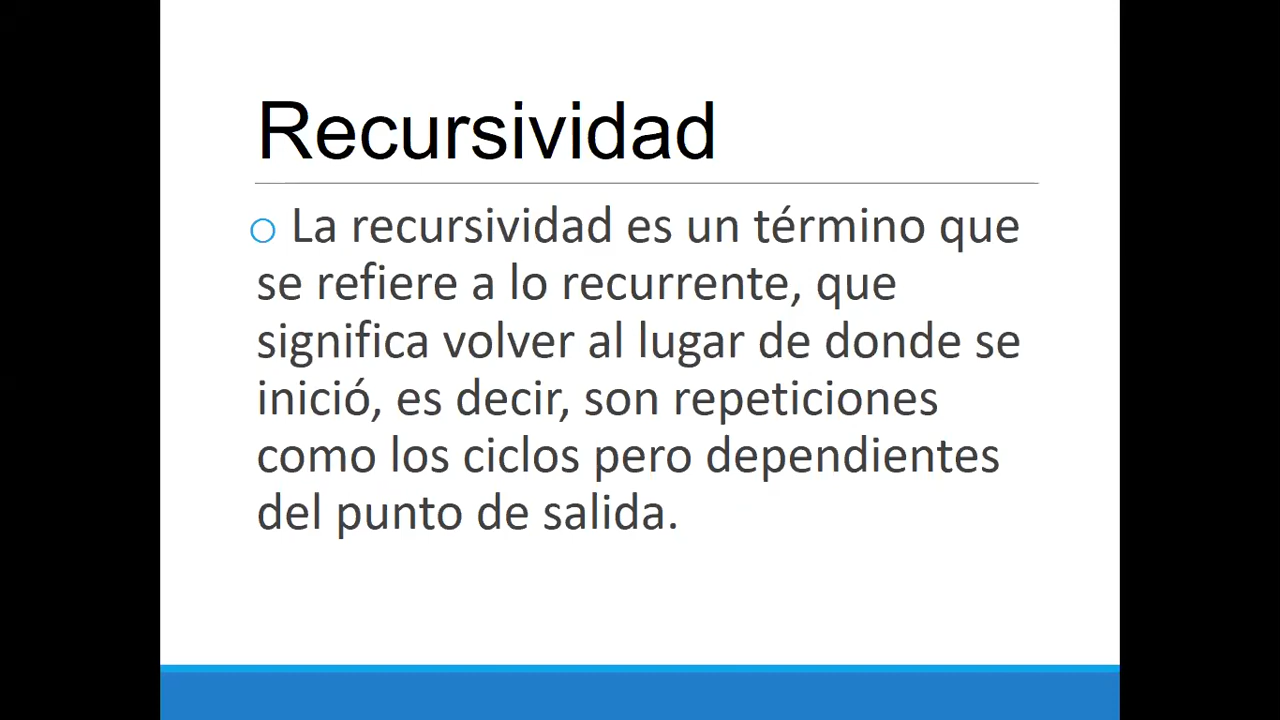 Recursividad
La recursividad es un término que
se refiere a lo recurrente, que
significa volver al lugar de donde se
inició, es decir, son repeticiones
como los ciclos pero dependientes
del punto de salida.